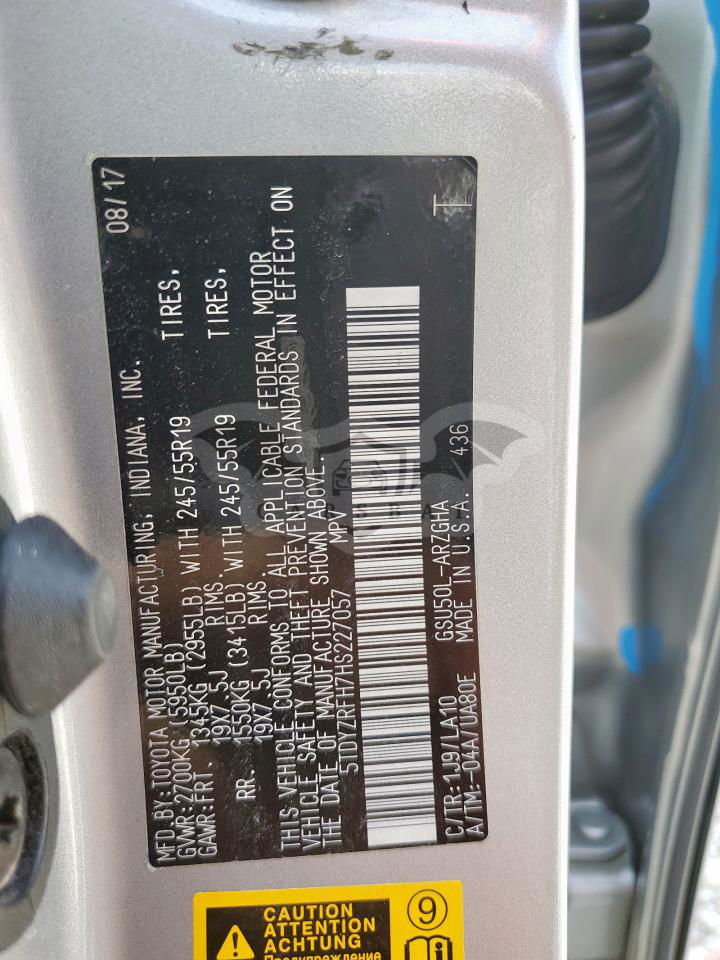 MFD.BY:TOYOTA MOTOR MANUFACTURING, INDIANA, INC. 08/17
GVWR:2700KG (5950LB)
GAWR:FRT. 1345KG (2955LB) WITH 245/55R19 TIRES,
19X7.5J RIMS.
RR. 1550KG (3415LB) WITH 245/55R19 TIRES,
19X7.5J RIMS.
THIS VEHICLE CONFORMS TO ALL APPLICABLE FEDERAL MOTOR
VEHICLE SAFETY AND THEFT PREVENTION STANDARDS IN EFFECT ON
THE DATE OF MANUFACTURE SHOWN ABOVE.
5TDYZRFH7HS227057 MPV
C/TR:1J9/LA10 GSU50L-ARZGHA
A/TM:-04A/UA80E MADE IN U.S.A. 436
CAUTION
ATTENTION
ACHTUNG
Предупреждение
9